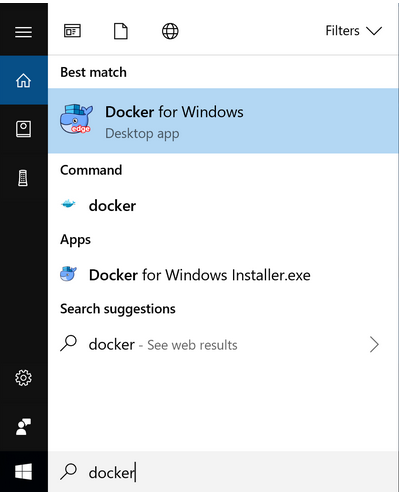 Filters
Best match
Docker for Windows
edge
Desktop app
Command
docker
Apps
Docker for Windows Installer.exe
Search suggestions
docker - See web results
docker